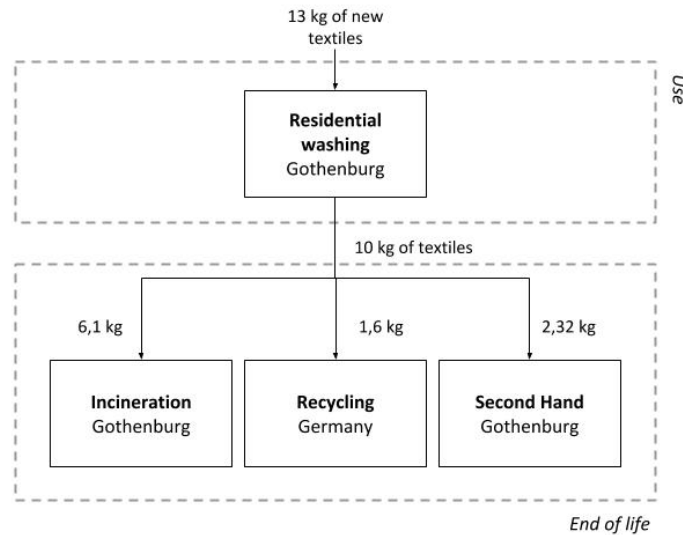 13 kg of new
textiles
Use
Residential
washing
Gothenburg
10 kg of textiles
6,1 kg
1,6 kg
2,32 kg
Incineration
Gothenburg
Recycling
Germany
Second Hand
Gothenburg
End of life